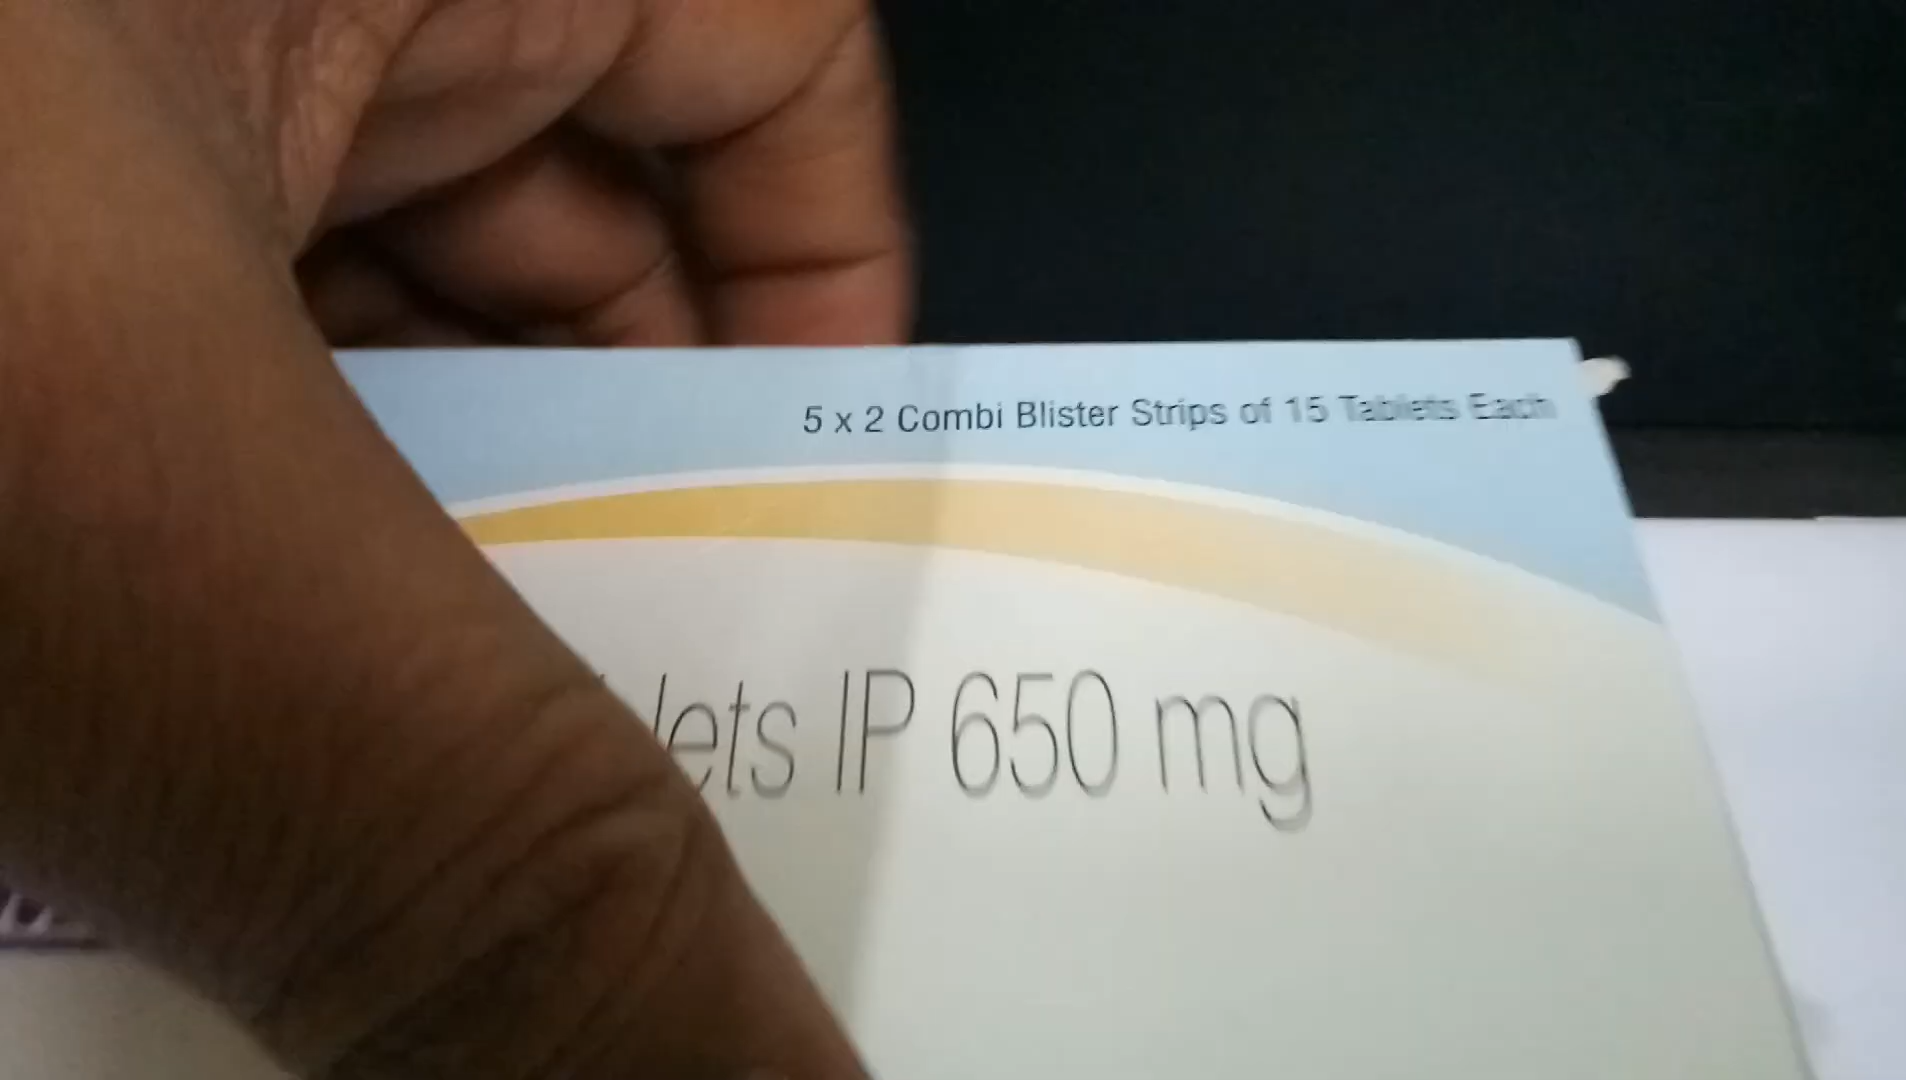 5 x 2 Combi Blister Strips of 15 Tablets Each
lets IP 650 mg